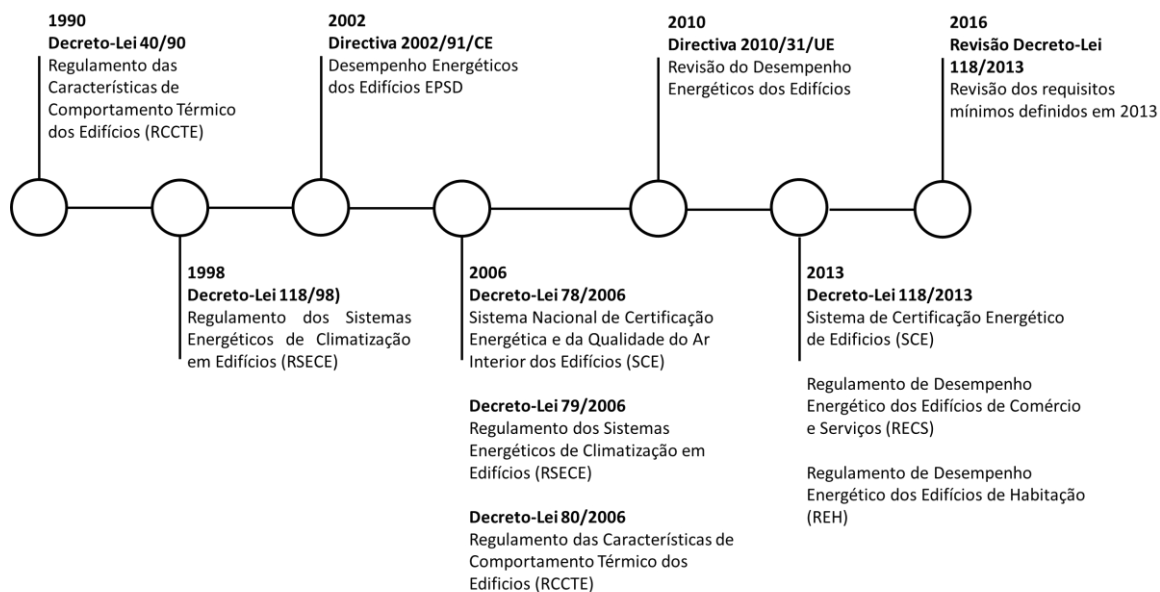 1990
Decreto-Lei 40/90
Regulamento das
Características de
Comportamento Térmico
dos Edifícios (RCCTE)
2002
Directiva 2002/91/CE
Desempenho Energéticos
dos Edifícios EPSD
2010
Directiva 2010/31/UE
Revisão do Desempenho
Energéticos dos Edifícios
2016
Revisão Decreto-Lei
118/2013
Revisão dos requisitos
mínimos definidos em 2013
1998
Decreto-Lei 118/98)
Regulamento dos Sistemas
Energéticos de Climatização
em Edifícios (RSECE)
2006
Decreto-Lei 78/2006
Sistema Nacional de Certificação
Energética e da Qualidade do Ar
Interior dos Edifícios (SCE)
Decreto-Lei 79/2006
Regulamento dos Sistemas
Energéticos de Climatização em
Edifícios (RSECE)
Decreto-Lei 80/2006
Regulamento das Características de
Comportamento Térmico dos
Edificios (RCCTE)
2013
Decreto-Lei 118/2013
Sistema de Certificação Energético
de Edificios (SCE)
Regulamento de Desempenho
Energético dos Edifícios de Comércio
e Serviços (RECS)
Regulamento de Desempenho
Energético dos Edifícios de Habitação
(REH)